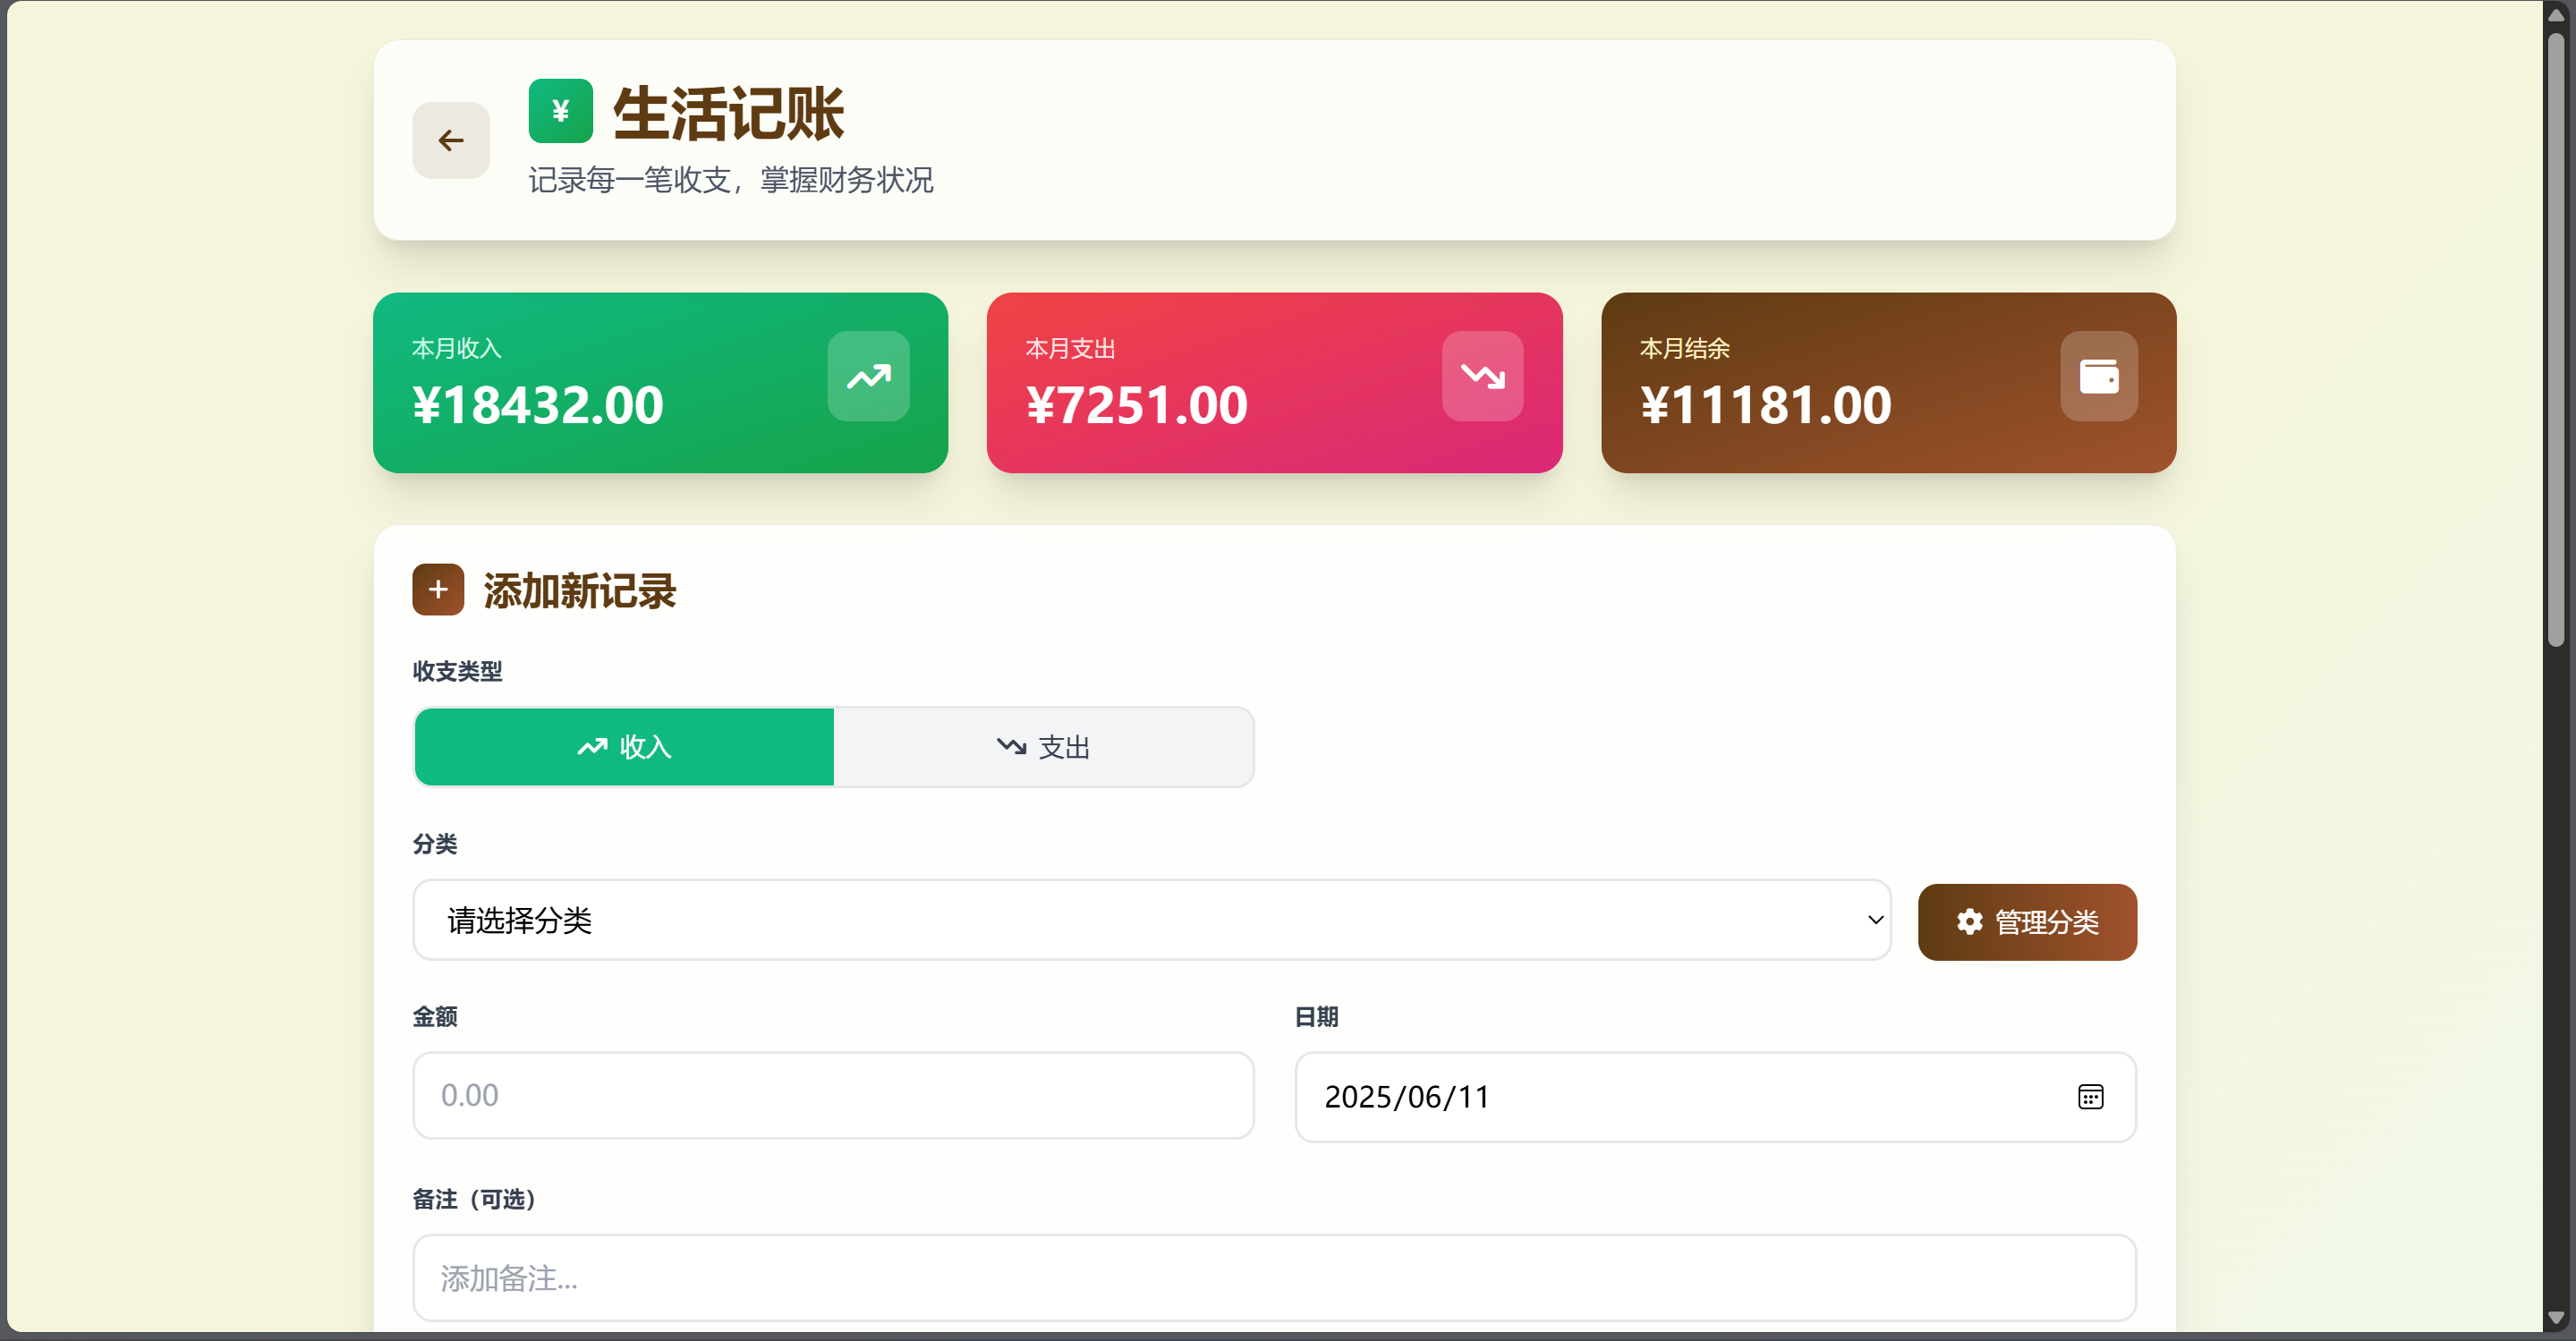 ¥ 生活记账
记录每一笔收支，掌握财务状况
本月收入
¥18432.00
本月支出
¥7251.00
本月结余
¥11181.00
添加新记录
收支类型
收入
支出
分类
请选择分类
管理分类
金额
日期
0.00
2025/06/11
备注（可选）
添加备注...